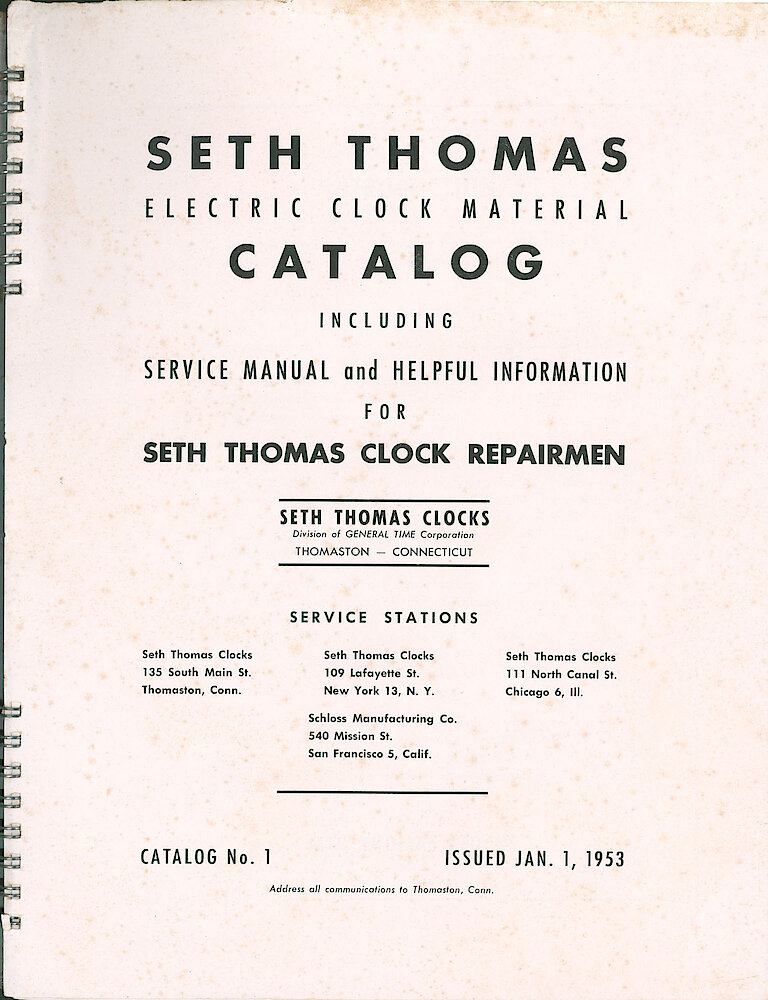 SETH THOMAS
ELECTRIC CLOCK MATERIAL
CATALOG
INCLUDING
SERVICE MANUAL and HELPFUL INFORMATION
FOR
SETH THOMAS CLOCK REPAIRMEN
SETH THOMAS CLOCKS
Division of GENERAL TIME Corporation
THOMASTON — CONNECTICUT
SERVICE STATIONS
Seth Thomas Clocks
135 South Main St.
Thomaston, Conn.
Seth Thomas Clocks
109 Lafayette St.
New York 13, N. Y.
Seth Thomas Clocks
111 North Canal St.
Chicago 6, Ill.
Schloss Manufacturing Co.
540 Mission St.
San Francisco 5, Calif.
CATALOG No. 1
ISSUED JAN. 1, 1953
Address all communications to Thomaston, Conn.